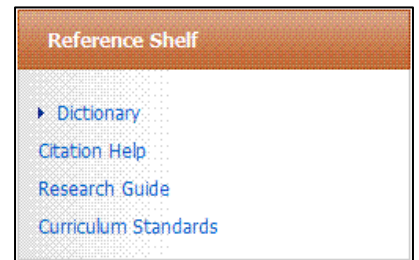 Reference Shelf
Dictionary
Citation Help
Research Guide
Curriculum Standards